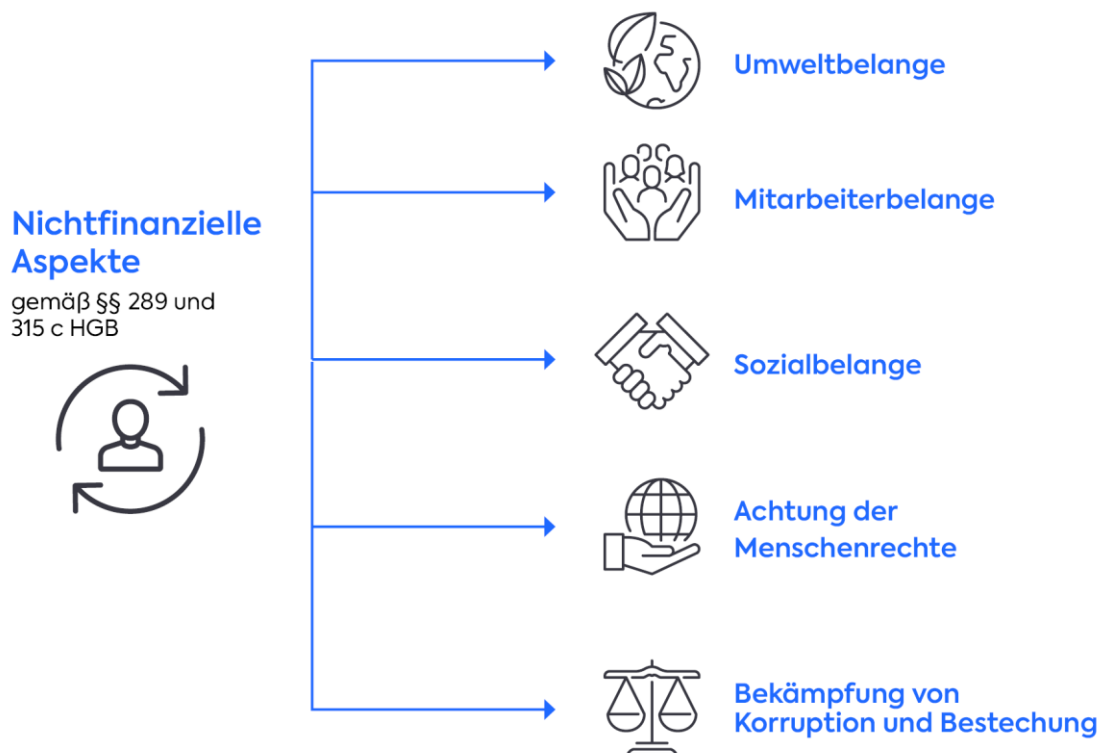 Nichtfinanzielle
Aspekte
gemäß §§ 289 und
315 c HGB
Umweltbelange
Mitarbeiterbelange
Sozialbelange
Achtung der
Menschenrechte
Bekämpfung von
Korruption und Bestechung